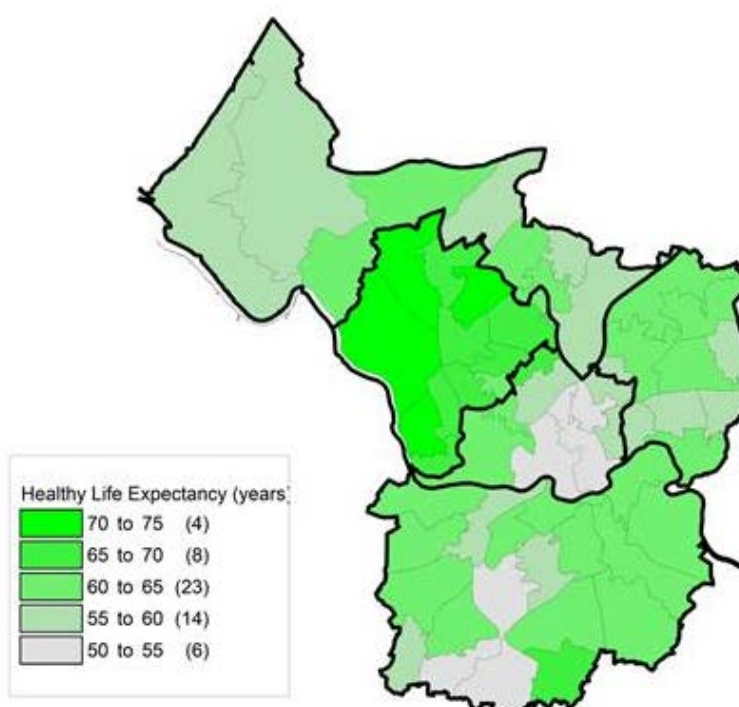 Healthy Life Expectancy (years)
70 to 75 (4)
65 to 70 (8)
60 to 65 (23)
55 to 60 (14)
50 to 55 (6)